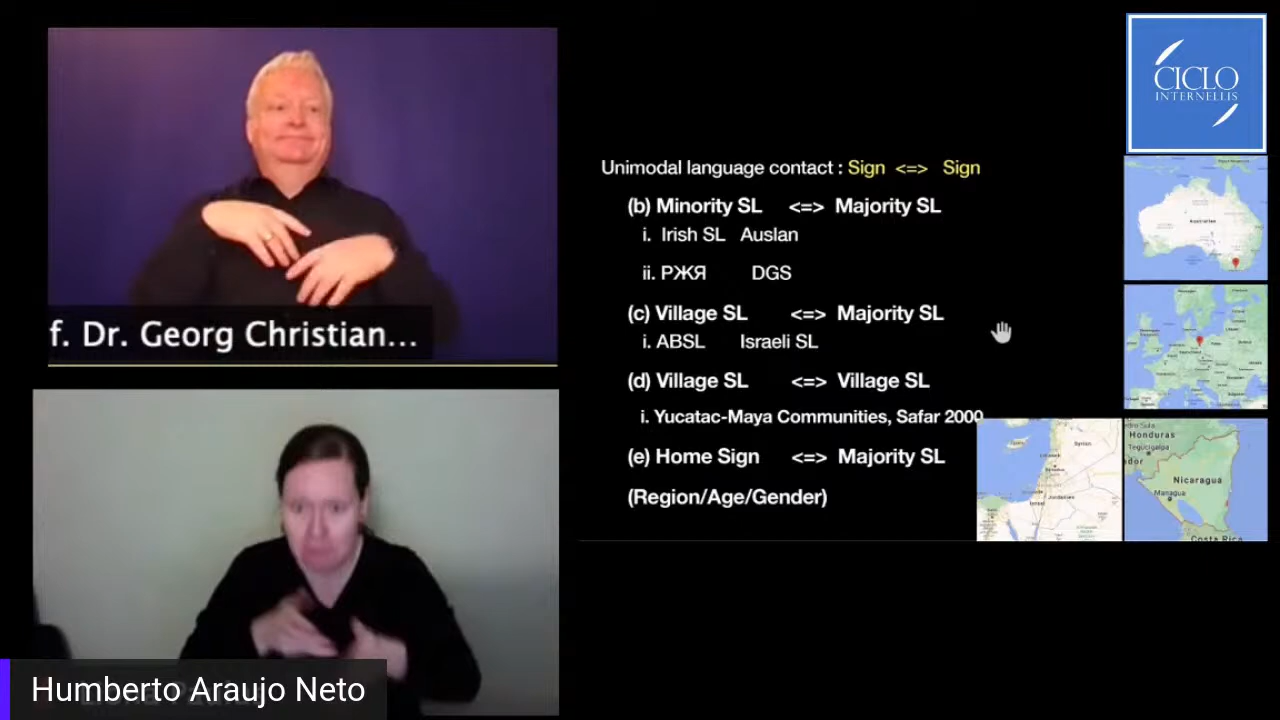 CICLO
INTERNELLIS
Unimodal language contact : Sign <=> Sign
(b) Minority SL <=> Majority SL
i. Irish SL Auslan
ii. РЖЯ DGS
(c) Village SL <=> Majority SL
i. ABSL Israeli SL
(d) Village SL <=> Village SL
i. Yucatac-Maya Communities, Safar 2000
(e) Home Sign <=> Majority SL
(Region/Age/Gender)
f. Dr. Georg Christian...
Humberto Araujo Neto
Honduras
Tegucigalpa
Nicaragua
Managua
Costa Rica